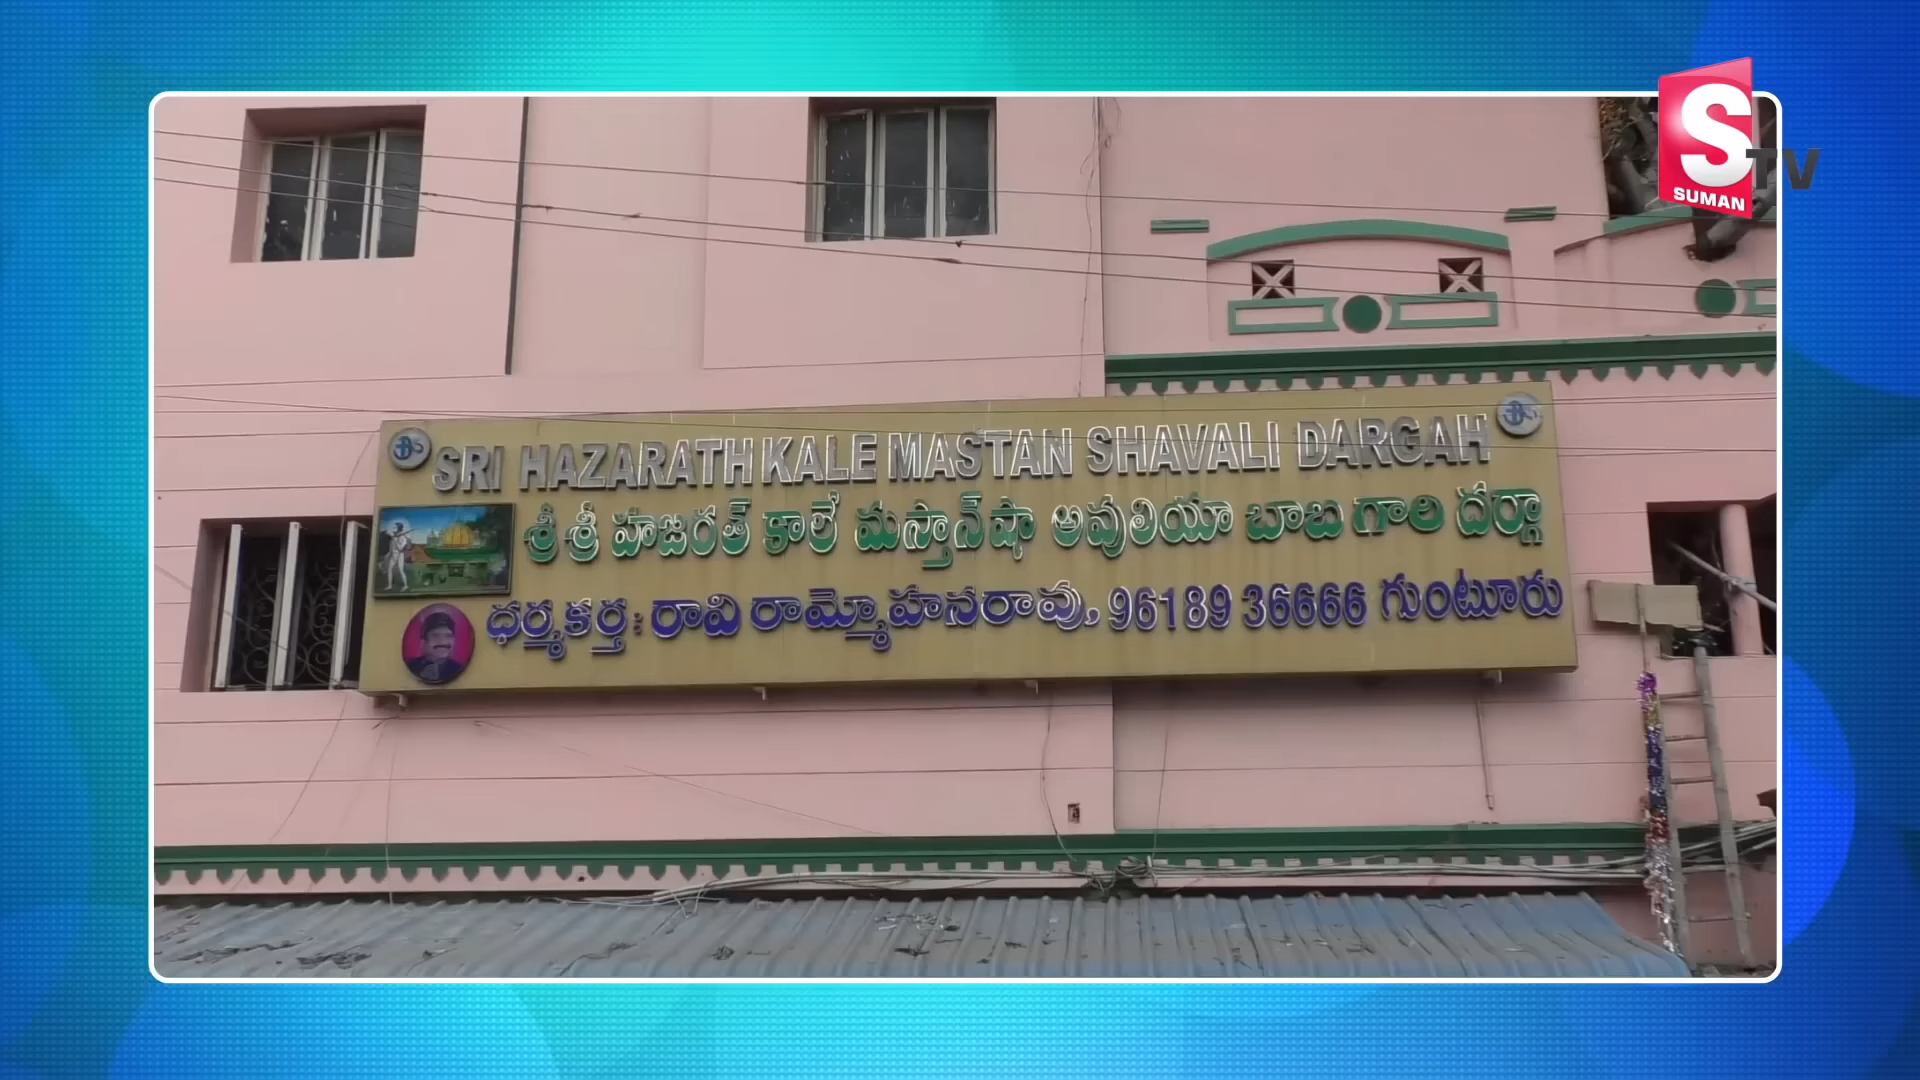 S TV
SUMAN
SRI HAZARATH KALE MASTAN SHAVALI DARGAH
శ్రీ శ్రీ హజరత్ కాలే మస్తాన్‌షా అవులియా బాబ గారి దర్గా
ధర్మకర్త: రావి రామ్మోహనరావు, 96189 36666 గుంటూరు